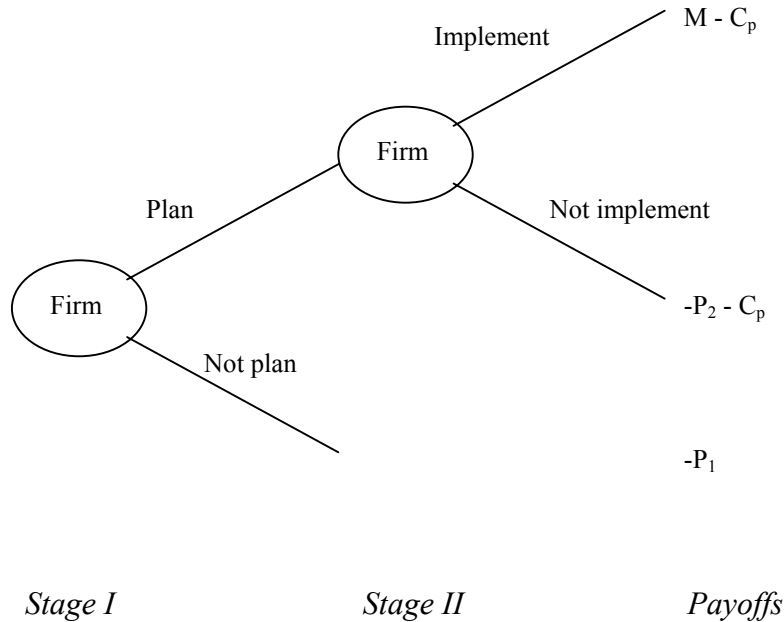 M - Cp
Implement
Firm
Plan
Not implement
Firm
-P2 - Cp
Not plan
-P1
Stage I Stage II Payoffs